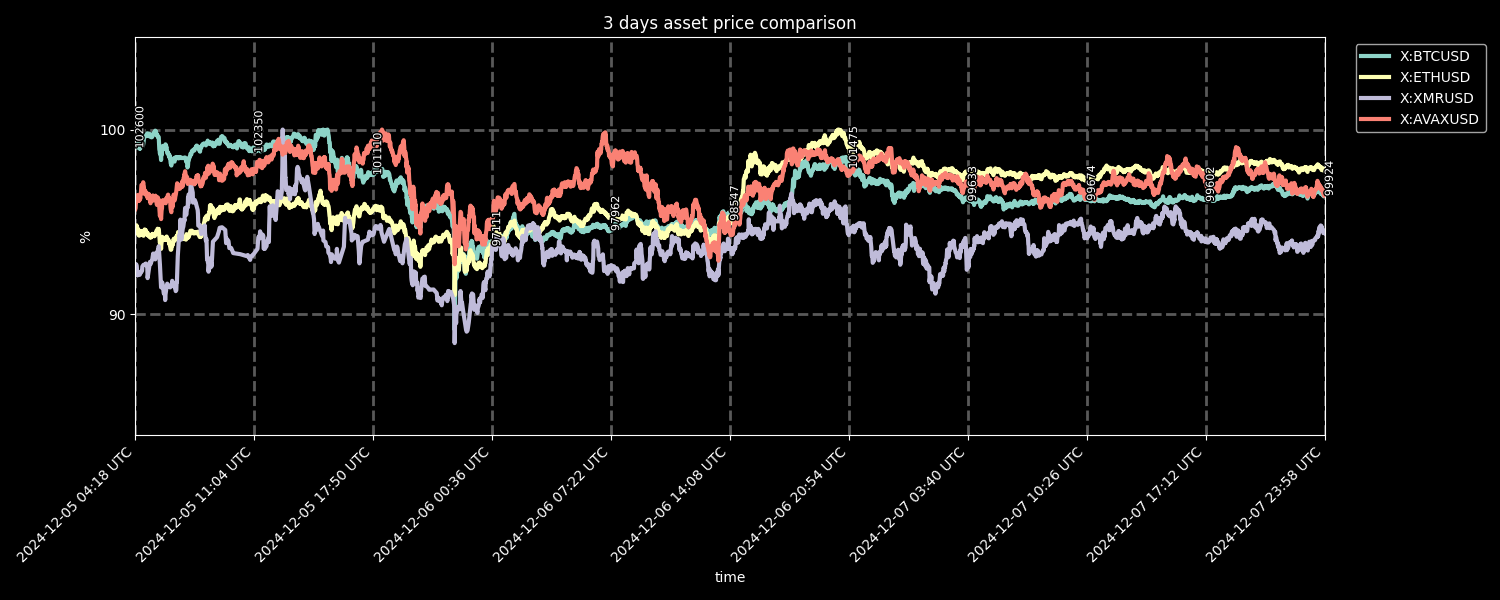 3 days asset price comparison
X:BTCUSD
X:ETHUSD
X:XMRUSD
X:AVAXUSD
%
100
90
102600
102350
101110
97111
97962
98547
101475
99633
99674
99602
99924
2024-12-05 04:18 UTC
2024-12-05 11:04 UTC
2024-12-05 17:50 UTC
2024-12-06 00:36 UTC
2024-12-06 07:22 UTC
2024-12-06 14:08 UTC
2024-12-06 20:54 UTC
2024-12-07 03:40 UTC
2024-12-07 10:26 UTC
2024-12-07 17:12 UTC
2024-12-07 23:58 UTC
time